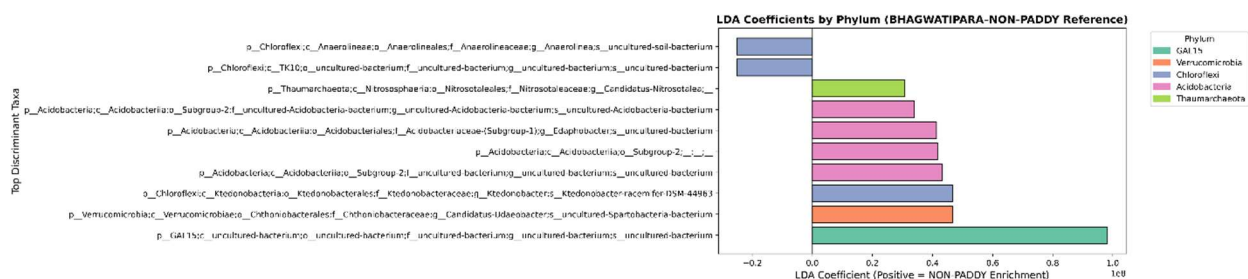 LDA Coefficients by Phylum (BHAGWATIPARA-NON-PADDY Reference)
Top Discriminant Taxa
p__Chloroflexi;c__Anaerolineae;o__Anaerolineales;f__Anaerolineaceae;g__Anaerolinea;s__uncultured-soil-bacterium
p__Chloroflexi;c__TK10;o__uncultured-bacterium;f__uncultured-bacterium;g__uncultured-bacterium;s__uncultured-bacterium
p__Thaumarchaeota;c__Nitrososphaeria;o__Nitrosotaleales;f__Nitrosotaleaceae;g__Candidatus-Nitrosotalea;__
p__Acidobacteria;c__Acidobacteriia;o__Subgroup-2;f__uncultured-Acidobacteria-bacterium;g__uncultured-Acidobacteria-bacterium;s__uncultured-Acidobacteria-bacterium
p__Acidobacteria;c__Acidobacteriia;o__Acidobacteriales;f__Acidobacteriaceae-(Subgroup-1);g__Edaphobacter;s__uncultured-bacterium
p__Acidobacteria;c__Acidobacteriia;o__Subgroup-2;__;__;__
p__Acidobacteria;c__Acidobacteriia;o__Subgroup-2;f__uncultured-bacterium;g__uncultured-bacterium;s__uncultured-bacterium
p__Chloroflexi;c__Ktedonobacteria;o__Ktedonobacterales;f__Ktedonobacteraceae;g__Ktedonobacter;s__Ktedonobacter-racemifer-DSM-44963
p__Verrucomicrobia;c__Verrucomicrobiae;o__Chthoniobacterales;f__Chthoniobacteraceae;g__Candidatus-Udaeobacter;s__uncultured-Spartobacteria-bacterium
p__GAL15;c__uncultured-bacterium;o__uncultured-bacterium;f__uncultured-bacterium;g__uncultured-bacterium;s__uncultured-bacterium
−0.2 0.0 0.2 0.4 0.6 0.8 1.0
1e8
LDA Coefficient (Positive = NON-PADDY Enrichment)
Phylum
GAL15
Verrucomicrobia
Chloroflexi
Acidobacteria
Thaumarchaeota